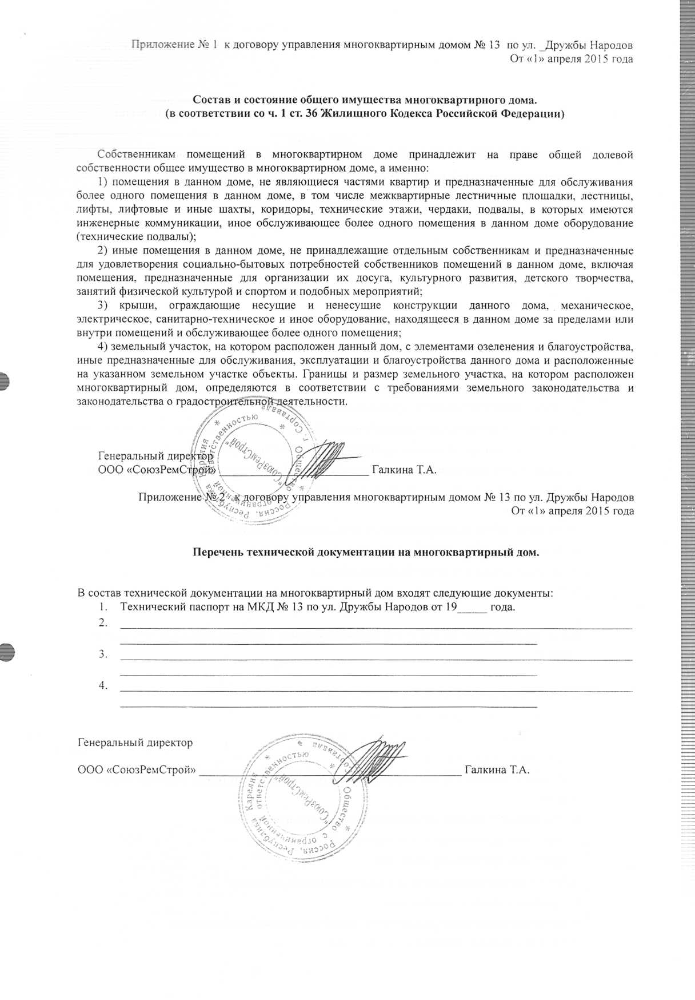 Приложение № 1 к договору управления многоквартирным домом № 13 по ул. _Дружбы Народов
От «1» апреля 2015 года
Состав и состояние общего имущества многоквартирного дома.
(в соответствии со ч. 1 ст. 36 Жилищного Кодекса Российской Федерации)
Собственникам помещений в многоквартирном доме принадлежит на праве общей долевой
собственности общее имущество в многоквартирном доме, а именно:
1) помещения в данном доме, не являющиеся частями квартир и предназначенные для обслуживания
более одного помещения в данном доме, в том числе межквартирные лестничные площадки, лестницы,
лифты, лифтовые и иные шахты, коридоры, технические этажи, чердаки, подвалы, в которых имеются
инженерные коммуникации, иное обслуживающее более одного помещения в данном доме оборудование
(технические подвалы);
2) иные помещения в данном доме, не принадлежащие отдельным собственникам и предназначенные
для удовлетворения социально-бытовых потребностей собственников помещений в данном доме, включая
помещения, предназначенные для организации их досуга, культурного развития, детского творчества,
занятий физической культурой и спортом и подобных мероприятий;
3) крыши, ограждающие несущие и ненесущие конструкции данного дома, механическое,
электрическое, санитарно-техническое и иное оборудование, находящееся в данном доме за пределами или
внутри помещений и обслуживающее более одного помещения;
4) земельный участок, на котором расположен данный дом, с элементами озеленения и благоустройства,
иные предназначенные для обслуживания, эксплуатации и благоустройства данного дома и расположенные
на указанном земельном участке объекты. Границы и размер земельного участка, на котором расположен
многоквартирный дом, определяются в соответствии с требованиями земельного законодательства и
законодательства о градостроительной деятельности.
Генеральный директор
ООО «СоюзРемСтрой» __________________________ Галкина Т.А.
Россия, Республика Карелия * г. Сортавала *
Общество с ограниченной ответственностью *
"СоюзРемСтрой"
Приложение № 2 к договору управления многоквартирным домом № 13 по ул. Дружбы Народов
От «1» апреля 2015 года
Перечень технической документации на многоквартирный дом.
В состав технической документации на многоквартирный дом входят следующие документы:
1. Технический паспорт на МКД № 13 по ул. Дружбы Народов от 19_____ года.
2.
3.
4.
Генеральный директор
ООО «СоюзРемСтрой» ______________________________________________ Галкина Т.А.
Россия, Республика Карелия * Сортавала *
Общество с ограниченной ответственностью *
"СоюзРемСтрой"